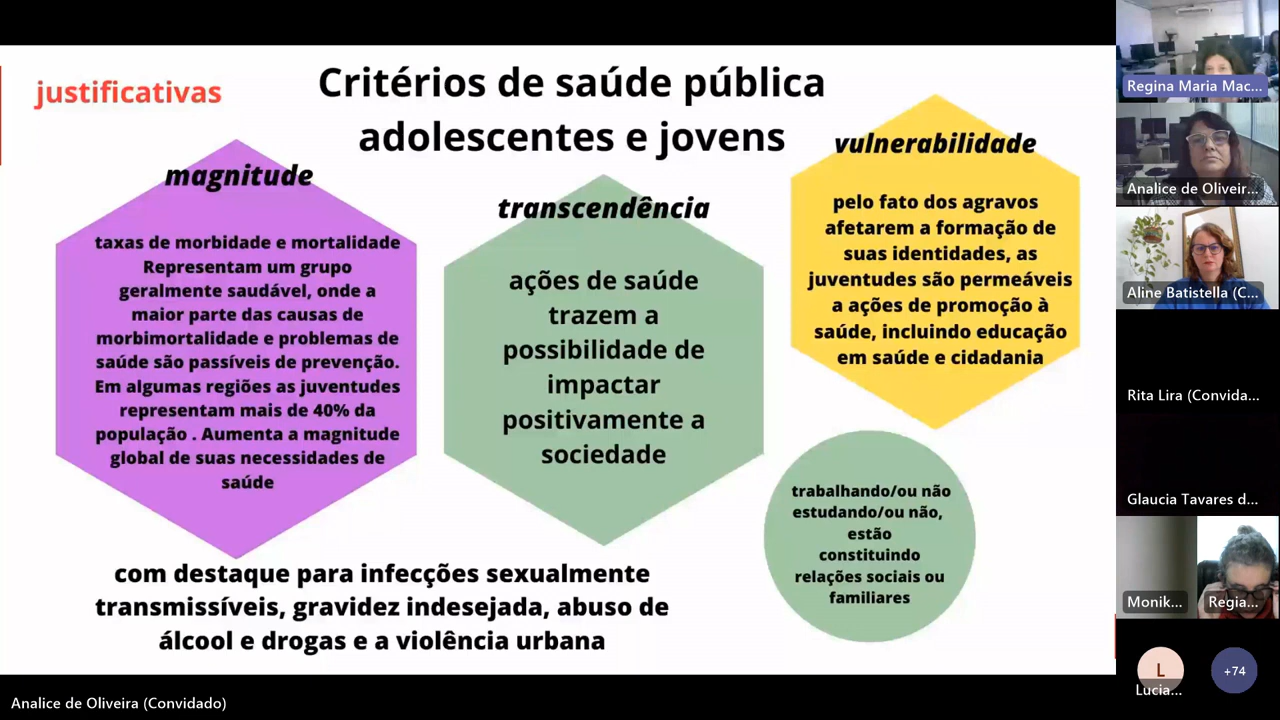 justificativas
Critérios de saúde pública
adolescentes e jovens
magnitude
taxas de morbidade e mortalidade
Representam um grupo
geralmente saudável, onde a
maior parte das causas de
morbimortalidade e problemas de
saúde são passíveis de prevenção.
Em algumas regiões as juventudes
representam mais de 40% da
população . Aumenta a magnitude
global de suas necessidades de
saúde
transcendência
ações de saúde
trazem a
possibilidade de
impactar
positivamente a
sociedade
vulnerabilidade
pelo fato dos agravos
afetarem a formação de
suas identidades, as
juventudes são permeáveis
a ações de promoção à
saúde, incluindo educação
em saúde e cidadania
trabalhando/ou não
estudando/ou não,
estão
constituindo
relações sociais ou
familiares
com destaque para infecções sexualmente
transmissíveis, gravidez indesejada, abuso de
álcool e drogas e a violência urbana
Analice de Oliveira (Convidado)
Regina Maria Mac...
Analice de Oliveir...
Aline Batistella (C...
Rita Lira (Convida...
Glaucia Tavares d...
Monik...
Regia...
L
Lucia...
+74